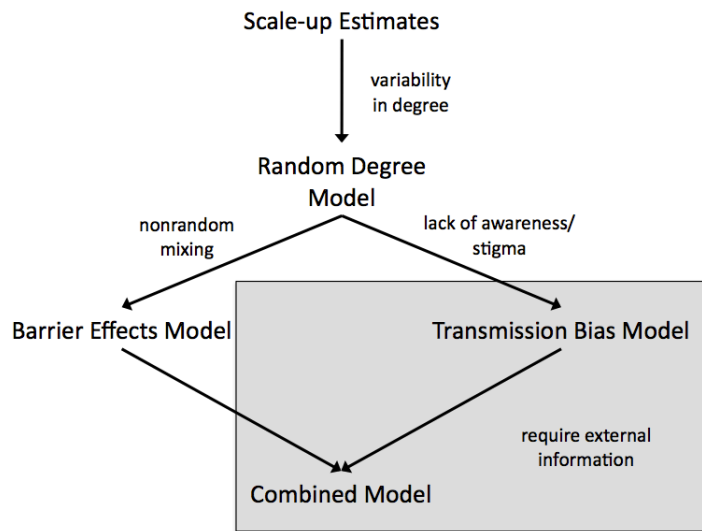 Scale-up Estimates
variability
in degree
Random Degree
Model
nonrandom
mixing
lack of awareness/
stigma
Barrier Effects Model
Transmission Bias Model
require external
information
Combined Model